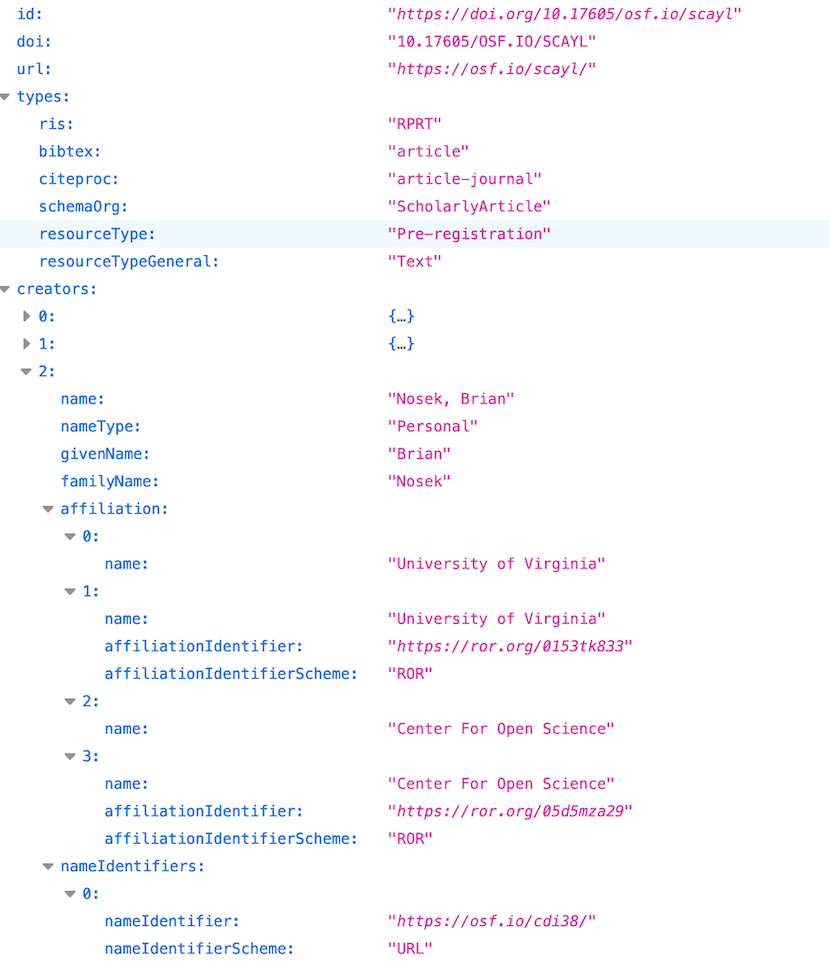 id: "https://doi.org/10.17605/osf.io/scayl"
doi: "10.17605/OSF.IO/SCAYL"
url: "https://osf.io/scayl/"
types:
ris: "RPRT"
bibtex: "article"
citeproc: "article-journal"
schemaOrg: "ScholarlyArticle"
resourceType: "Pre-registration"
resourceTypeGeneral: "Text"
creators:
0: {…}
1: {…}
2:
name: "Nosek, Brian"
nameType: "Personal"
givenName: "Brian"
familyName: "Nosek"
affiliation:
0:
name: "University of Virginia"
1:
name: "University of Virginia"
affiliationIdentifier: "https://ror.org/0153tk833"
affiliationIdentifierScheme: "ROR"
2:
name: "Center For Open Science"
3:
name: "Center For Open Science"
affiliationIdentifier: "https://ror.org/05d5mza29"
affiliationIdentifierScheme: "ROR"
nameIdentifiers:
0:
nameIdentifier: "https://osf.io/cdi38/"
nameIdentifierScheme: "URL"